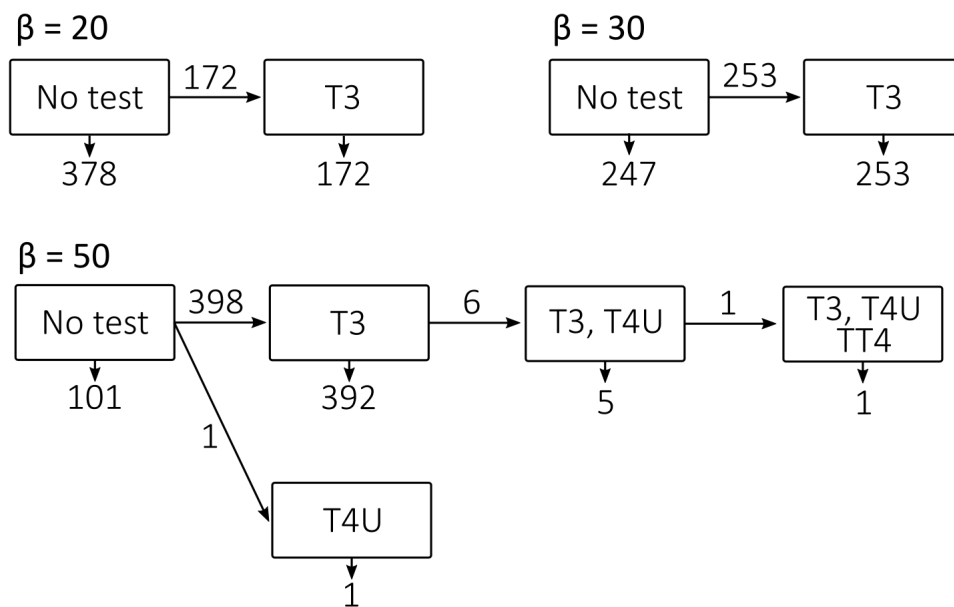 β = 20
No test
172
T3
378
172
β = 30
No test
253
T3
247
253
β = 50
No test
398
T3
6
T3, T4U
1
T3, T4U
TT4
101
392
5
1
1
T4U
1